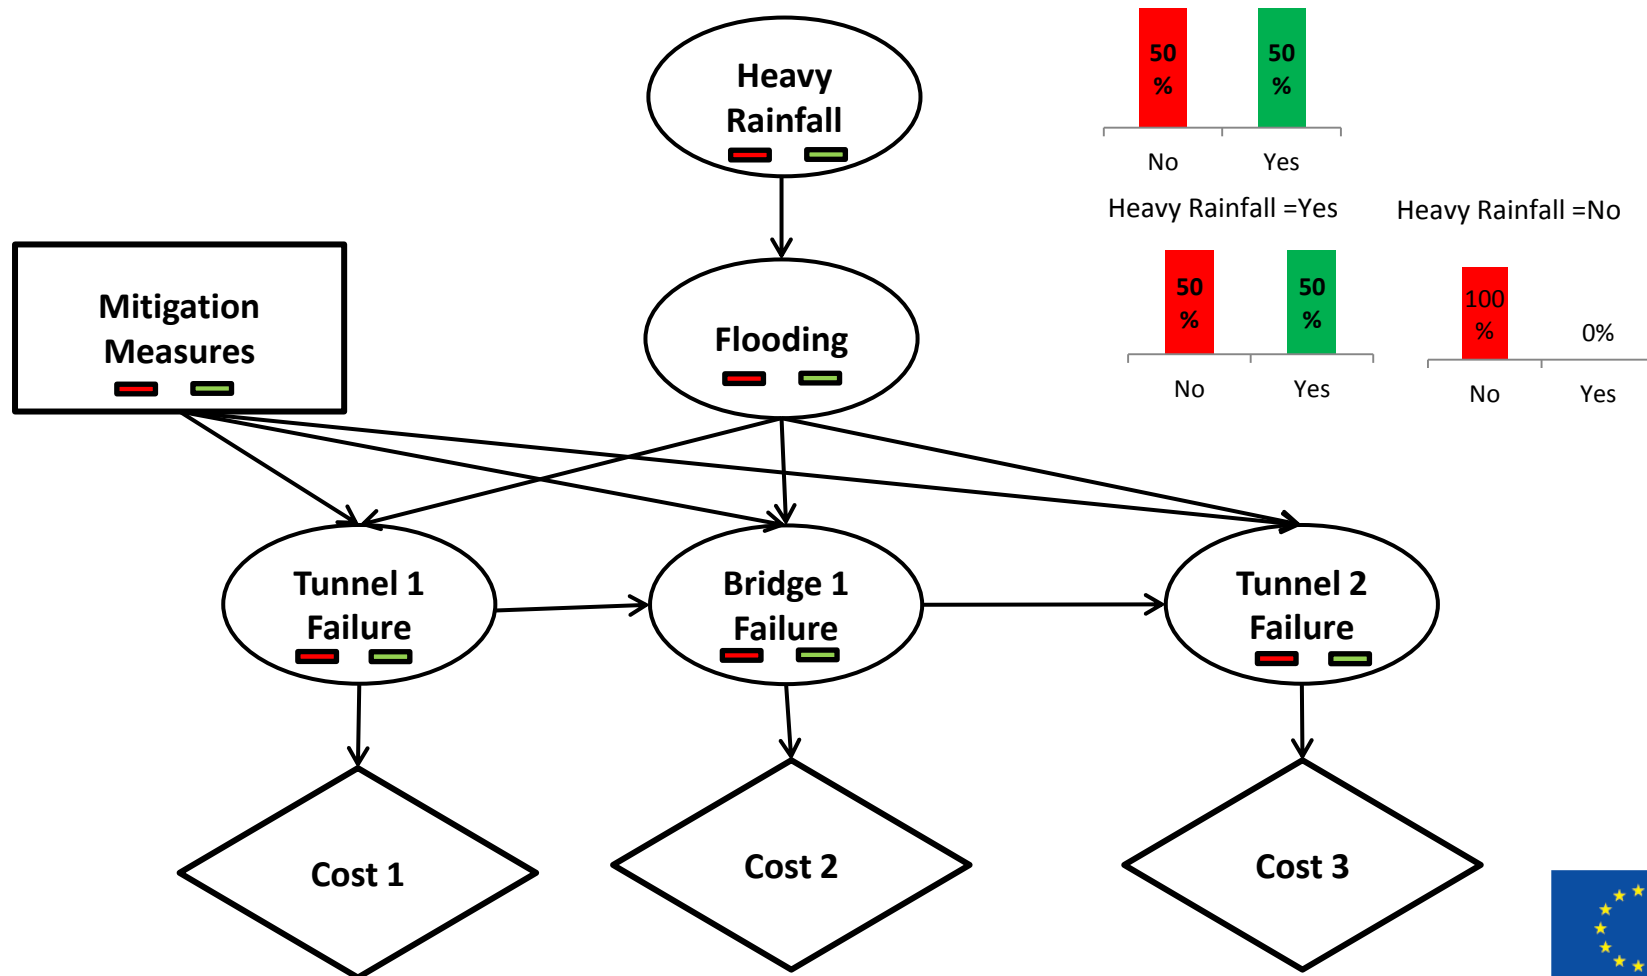 Heavy
Rainfall
50
%
50
%
No
Yes
Heavy Rainfall =Yes
Heavy Rainfall =No
Mitigation
Measures
Flooding
50
%
50
%
No
Yes
100
%
0%
No
Yes
Tunnel 1
Failure
Bridge 1
Failure
Tunnel 2
Failure
Cost 1
Cost 2
Cost 3